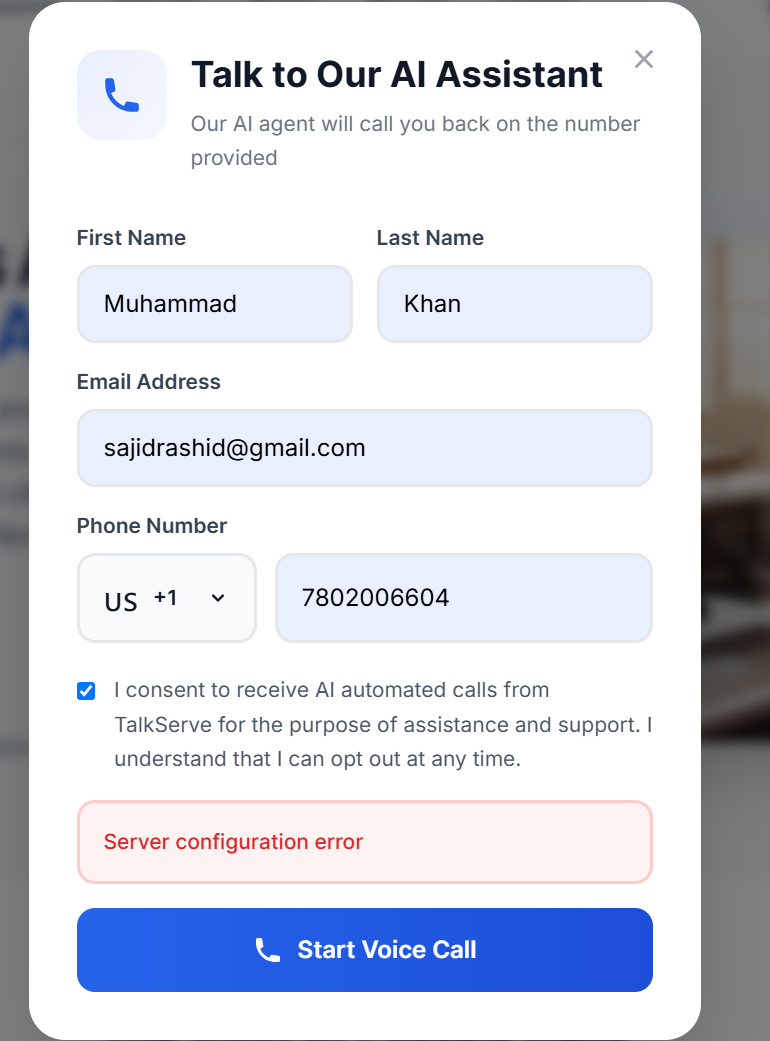 Talk to Our AI Assistant
Our AI agent will call you back on the number
provided
First Name
Last Name
Muhammad
Khan
Email Address
sajidrashid@gmail.com
Phone Number
US +1
7802006604
I consent to receive AI automated calls from
TalkServe for the purpose of assistance and support. I
understand that I can opt out at any time.
Server configuration error
Start Voice Call